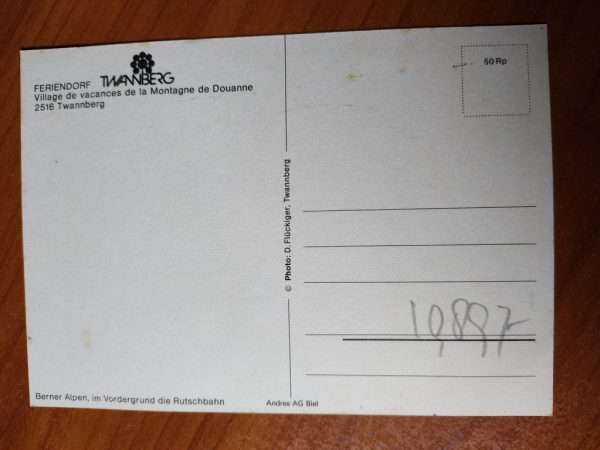 FERIENDORF TWANNBERG
Village de vacances de la Montagne de Douanne
2516 Twannberg
50 Rp
© Photo: D. Flückiger, Twannberg
Berner Alpen, im Vordergrund die Rutschbahn
Andres AG Biel